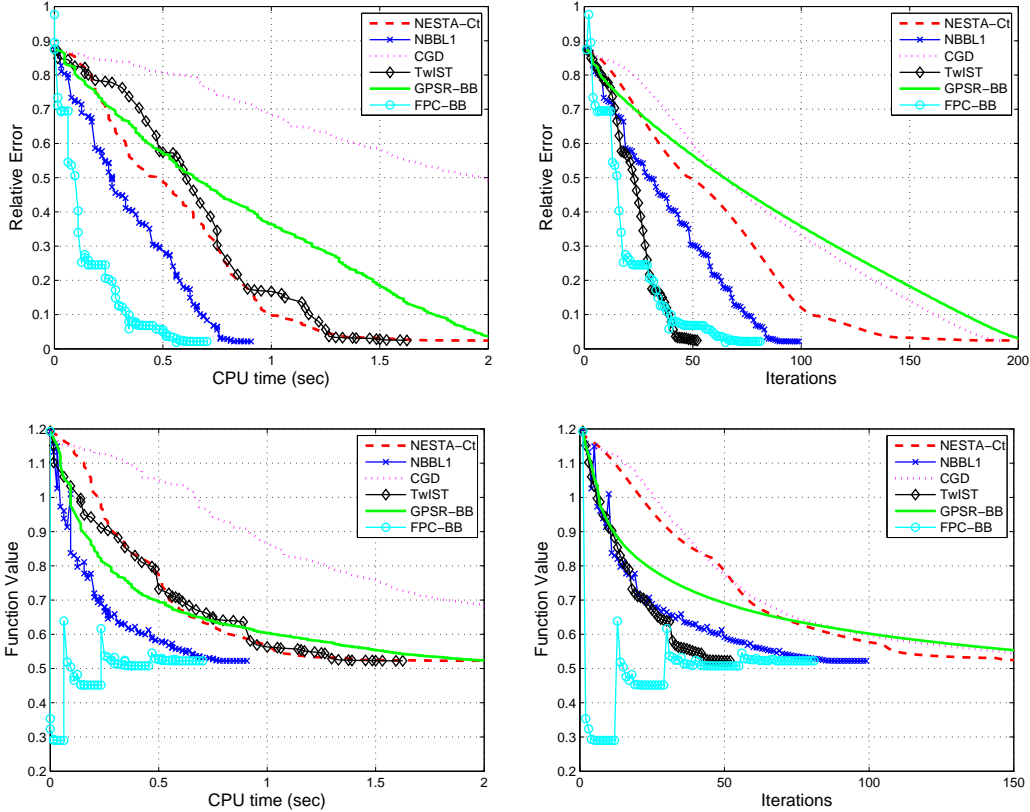 1
0.9
0.8
0.7
0.6
0.5
0.4
0.3
0.2
0.1
0
0
0.5
1
1.5
2
CPU time (sec)
Relative Error
NESTA−Ct
NBBL1
CGD
TwIST
GPSR−BB
FPC−BB
1
0.9
0.8
0.7
0.6
0.5
0.4
0.3
0.2
0.1
0
0
50
100
150
200
Iterations
Relative Error
NESTA−Ct
NBBL1
CGD
TwIST
GPSR−BB
FPC−BB
1.2
1.1
1
0.9
0.8
0.7
0.6
0.5
0.4
0.3
0.2
0
0.5
1
1.5
2
CPU time (sec)
Function Value
NESTA−Ct
NBBL1
CGD
TwIST
GPSR−BB
FPC−BB
1.2
1.1
1
0.9
0.8
0.7
0.6
0.5
0.4
0.3
0.2
0
50
100
150
Iterations
Function Value
NESTA−Ct
NBBL1
CGD
TwIST
GPSR−BB
FPC−BB